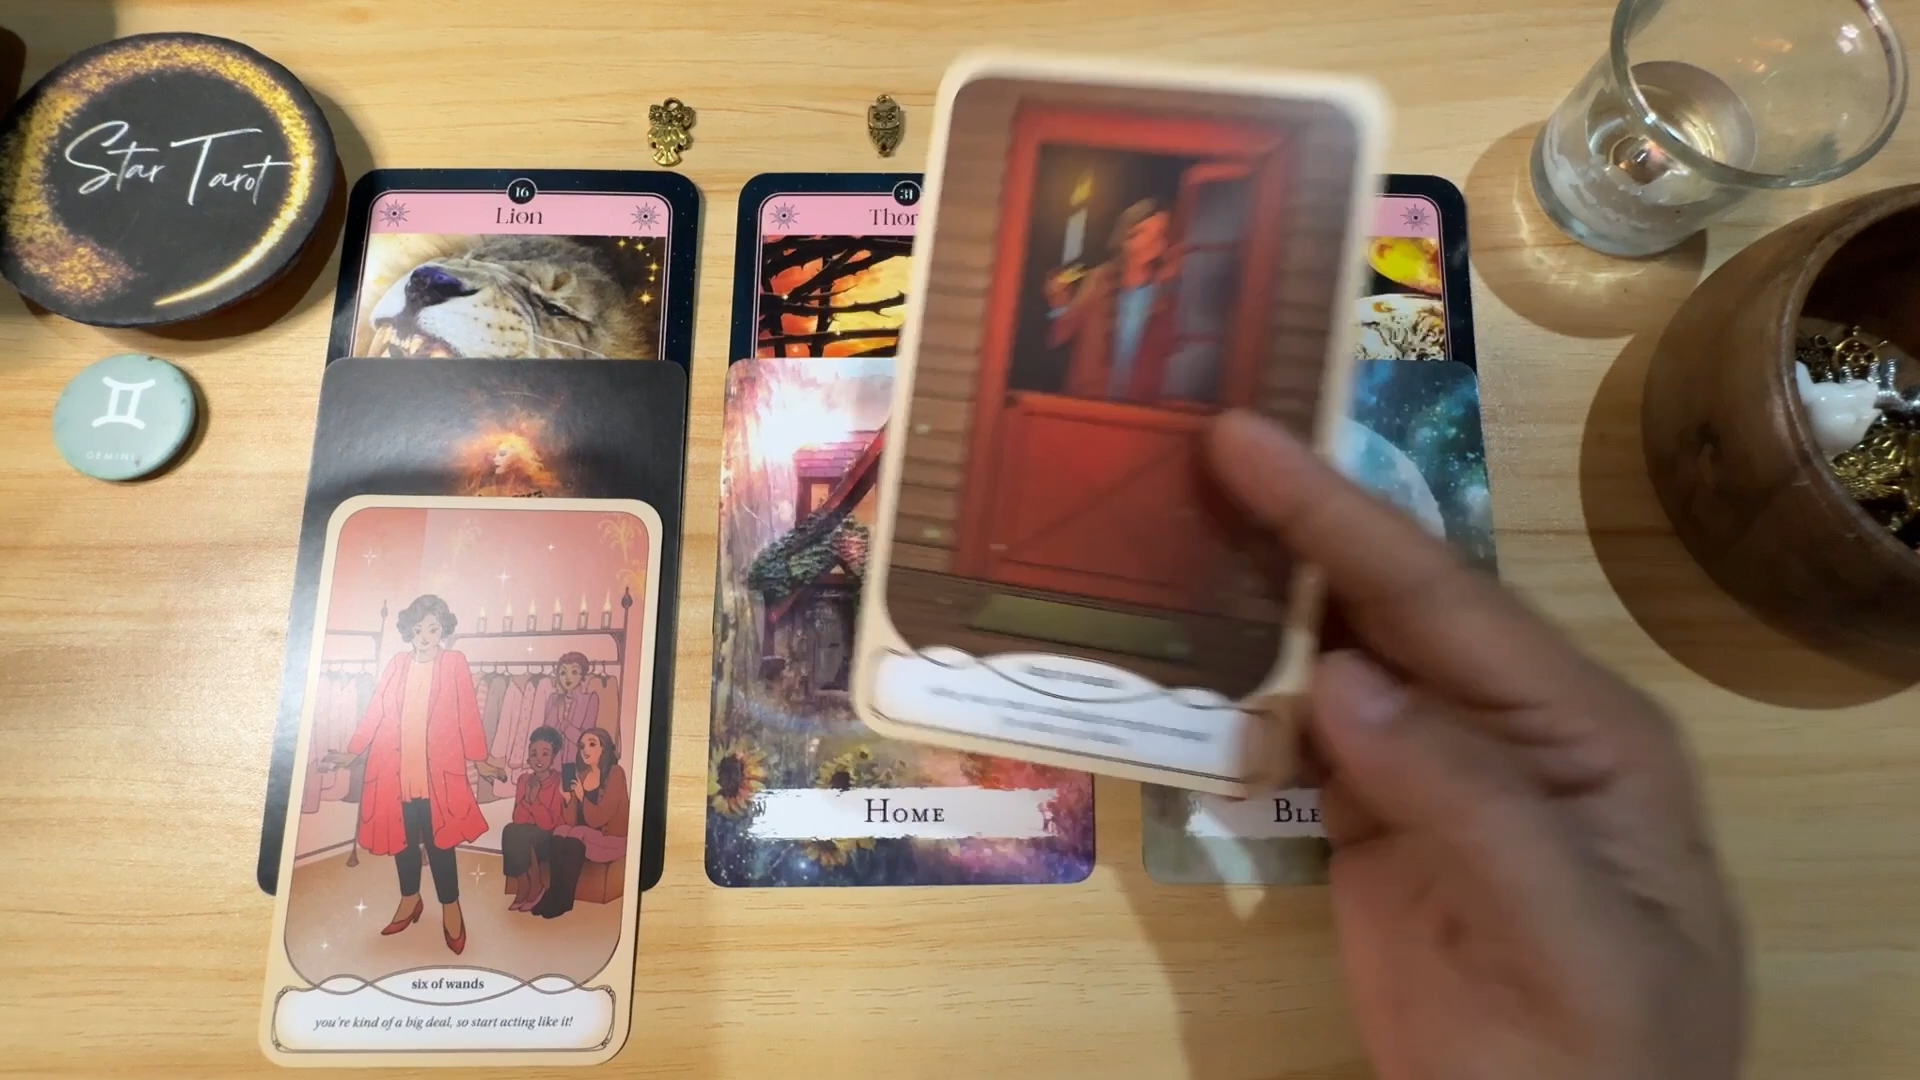 Star Tarot
16
Lion
31
Thor
GEMINI
HOME
BLE
six of wands
you're kind of a big deal, so start acting like it!